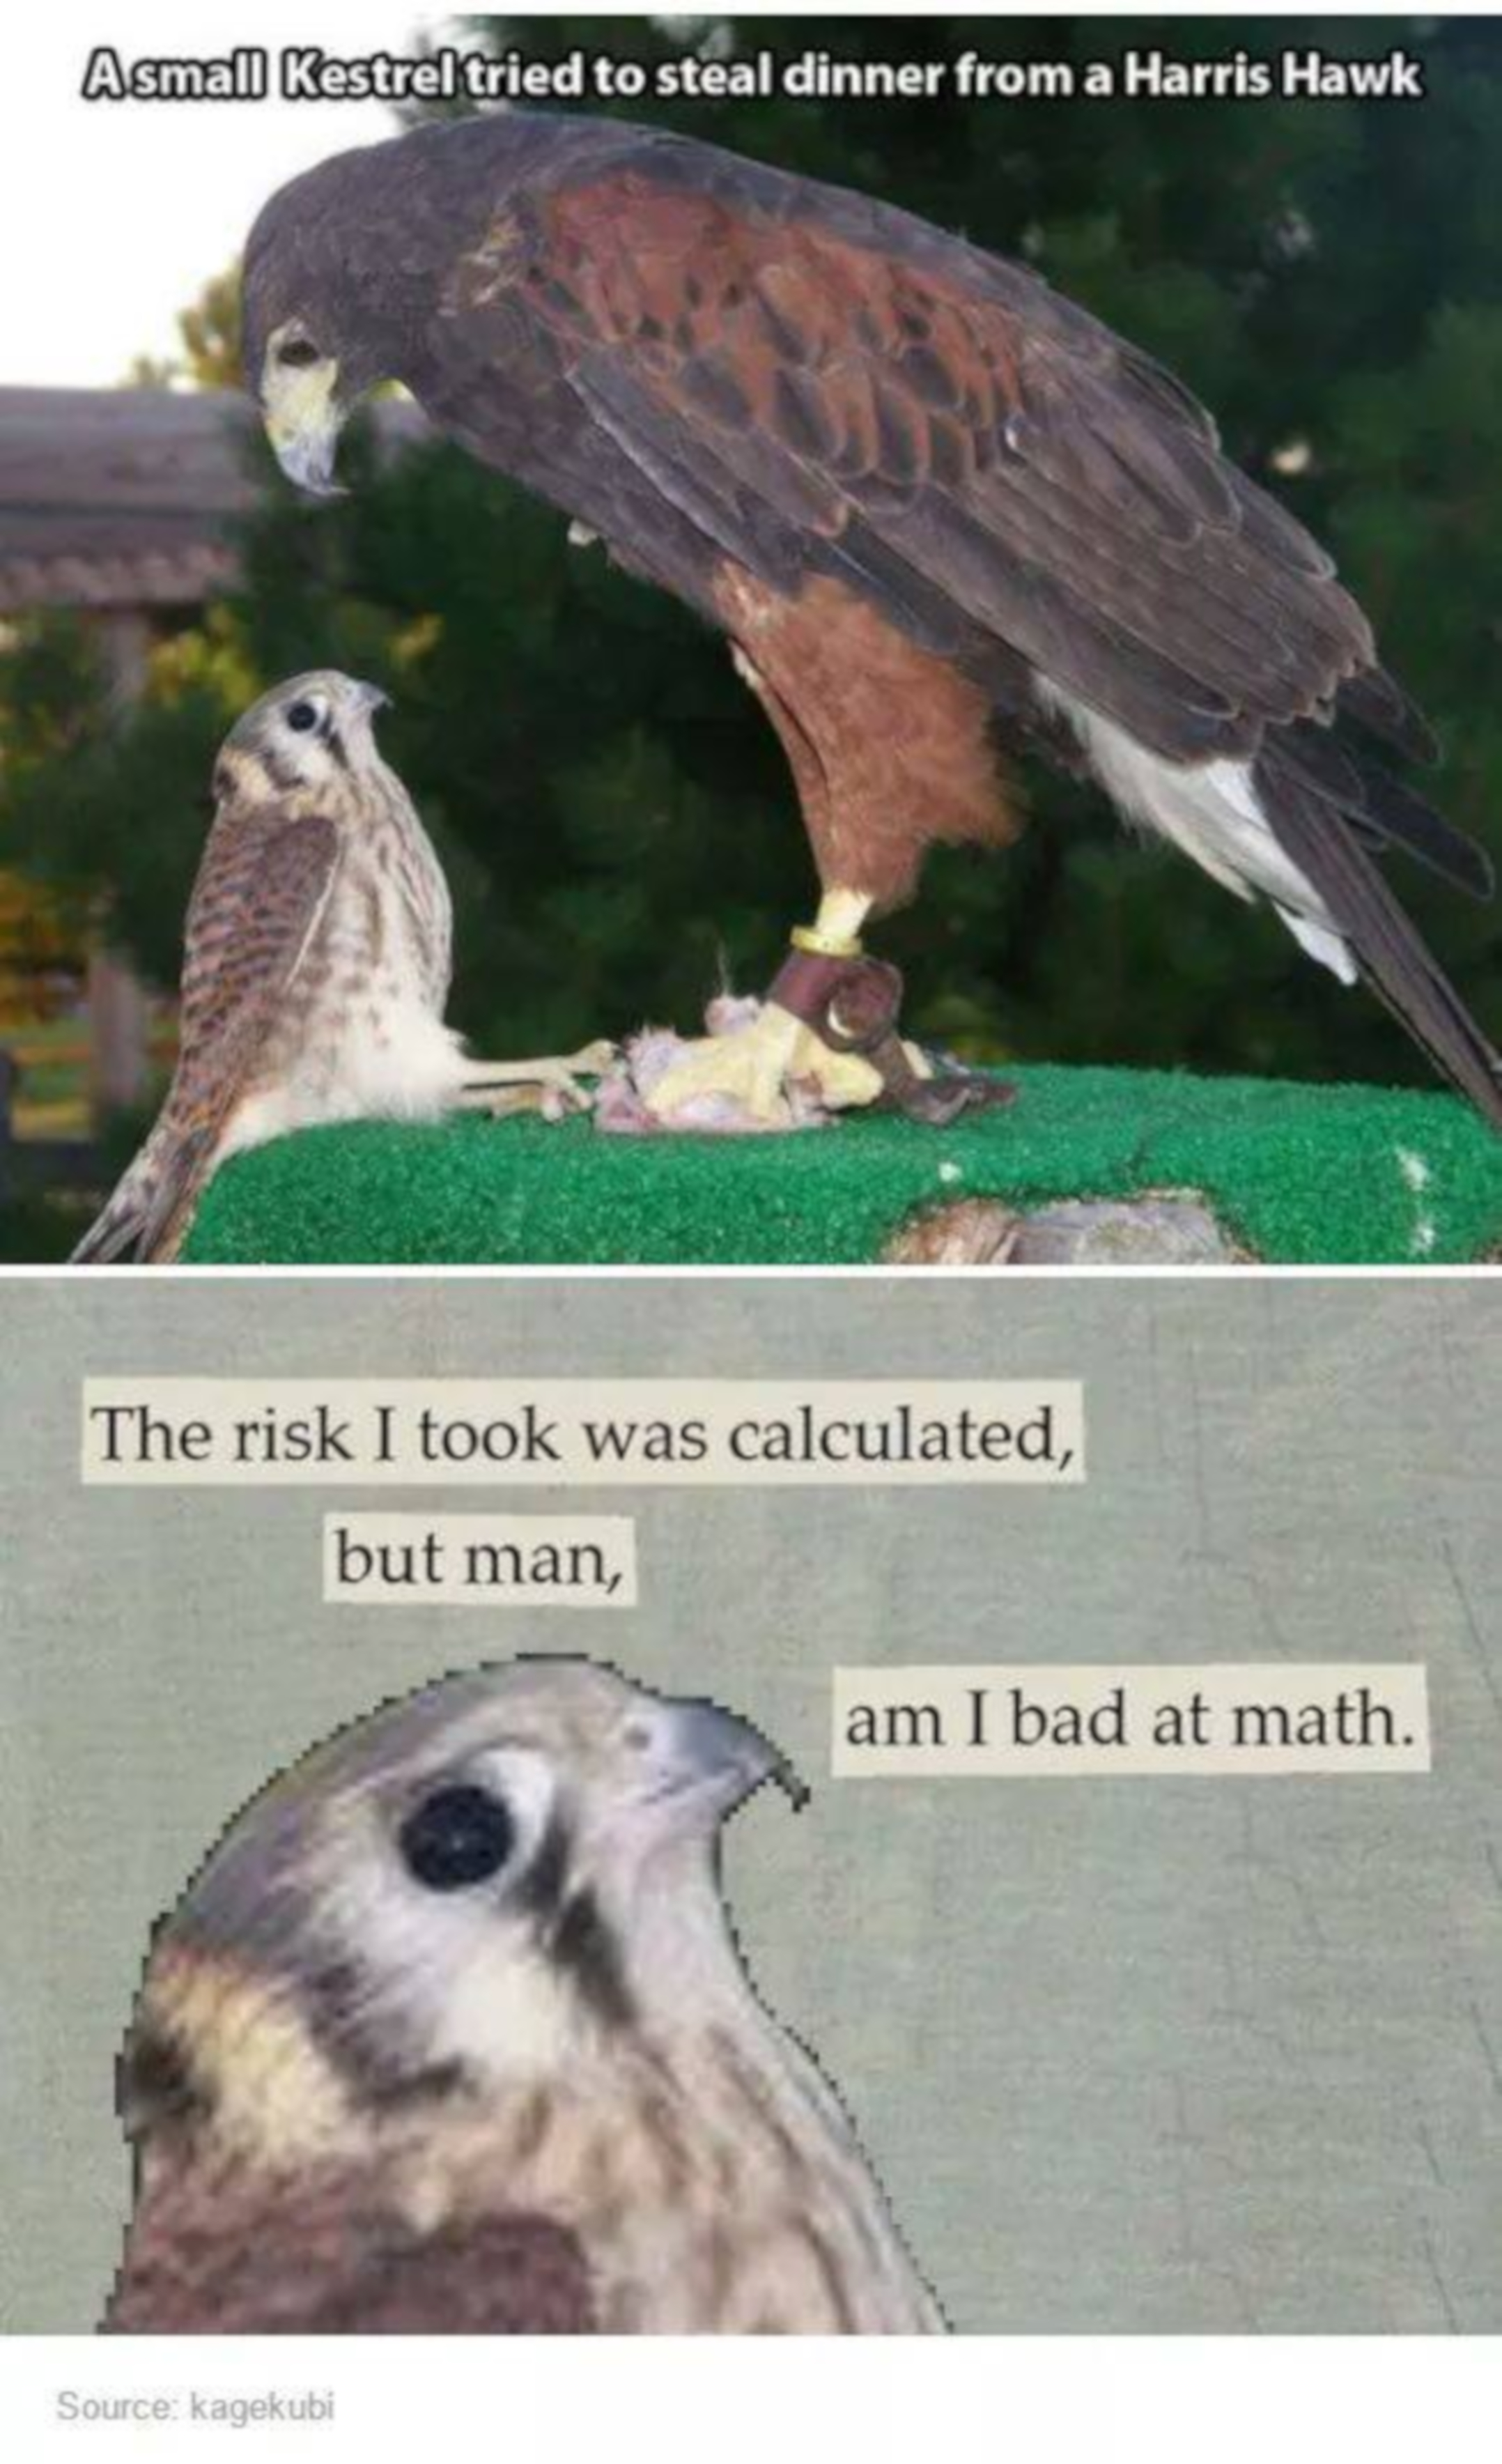 A small Kestrel tried to steal dinner from a Harris Hawk
The risk I took was calculated,
but man,
am I bad at math.
Source: kagekubi